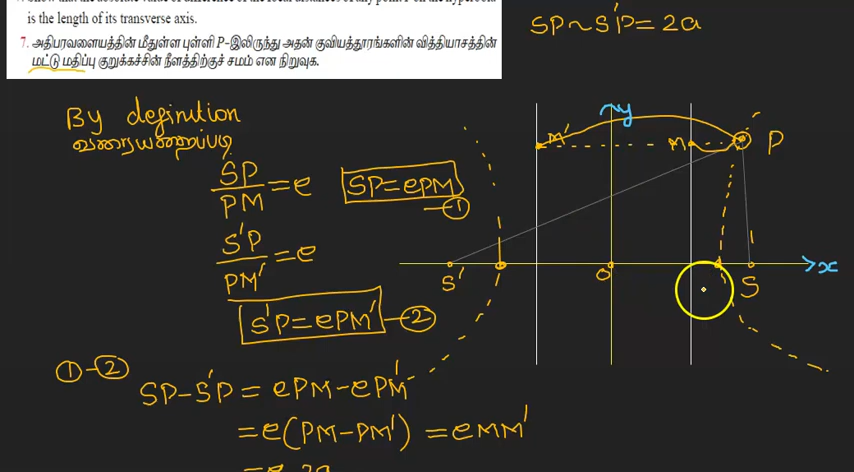 is the length of its transverse axis.
7. அதிபரவளையத்தின் மீதுள்ள புள்ளி P-இலிருந்து அதன் குவியத்தூரங்களின் வித்தியாசத்தின்
மட்டு மதிப்பு குறுக்கச்சின் நீளத்திற்குச் சமம் என நிறுவுக.
SP~S'P=2a
By definition
வரையறைப்படி
SP/PM = e SP=ePM —①
S'P/PM' = e
S'P=ePM' —②
①-② SP-S'P = ePM-ePM'
=e(PM-PM') = eMM'
y
M' M P
S' O S x